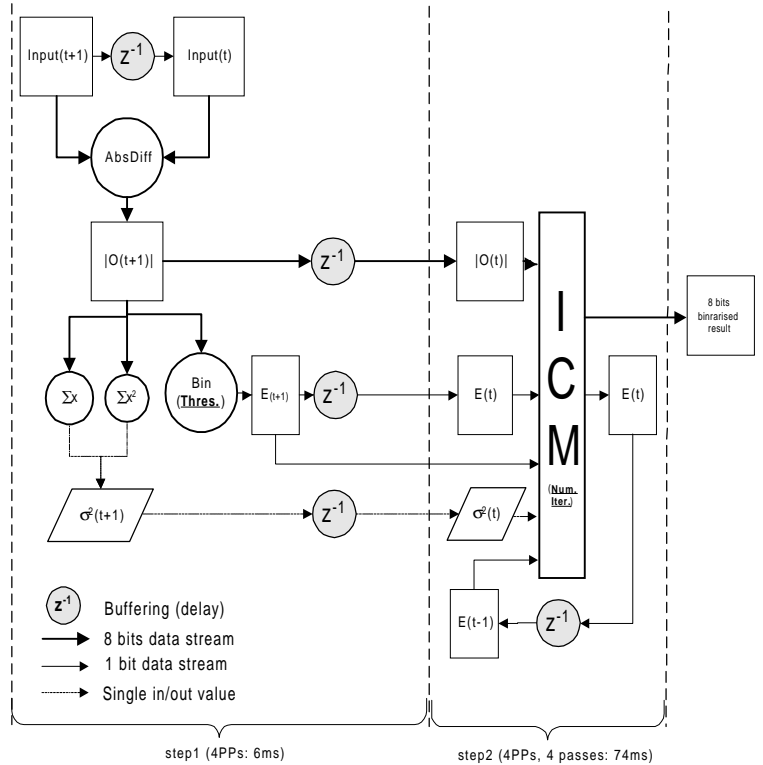 Input(t+1)
z-1
Input(t)
AbsDiff
|O(t+1)|
z-1
|O(t)|
I
C
M
(Num.
Iter.)
8 bits
binrarised
result
Σx
Σx²
Bin
(Thres.)
E(t+1)
z-1
E(t)
E(t)
σ²(t+1)
z-1
σ²(t)
E(t-1)
z-1
z-1
Buffering (delay)
8 bits data stream
1 bit data stream
Single in/out value
step1 (4PPs: 6ms)
step2 (4PPs, 4 passes: 74ms)